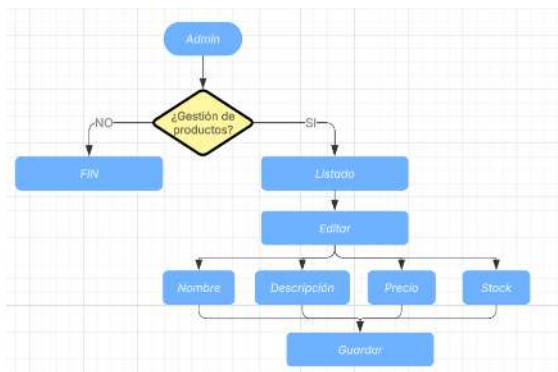 Admin
¿Gestión de
productos?
NO
SI
FIN
Listado
Editar
Nombre
Descripción
Precio
Stock
Guardar